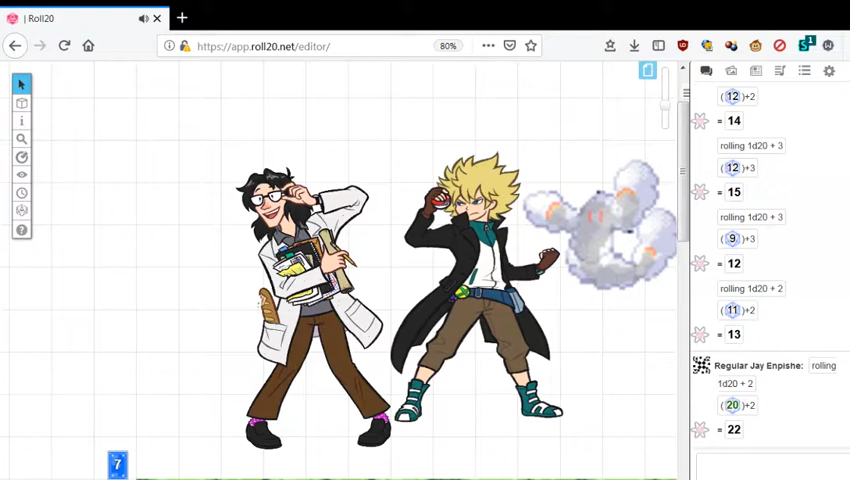 | Roll20
https://app.roll20.net/editor/
80%
1
(12)+2
= 14
rolling 1d20 + 3
(12)+3
= 15
rolling 1d20 + 3
(9)+3
= 12
rolling 1d20 + 2
(11)+2
= 13
Regular Jay Enpishe: rolling
1d20 + 2
(20)+2
= 22
7